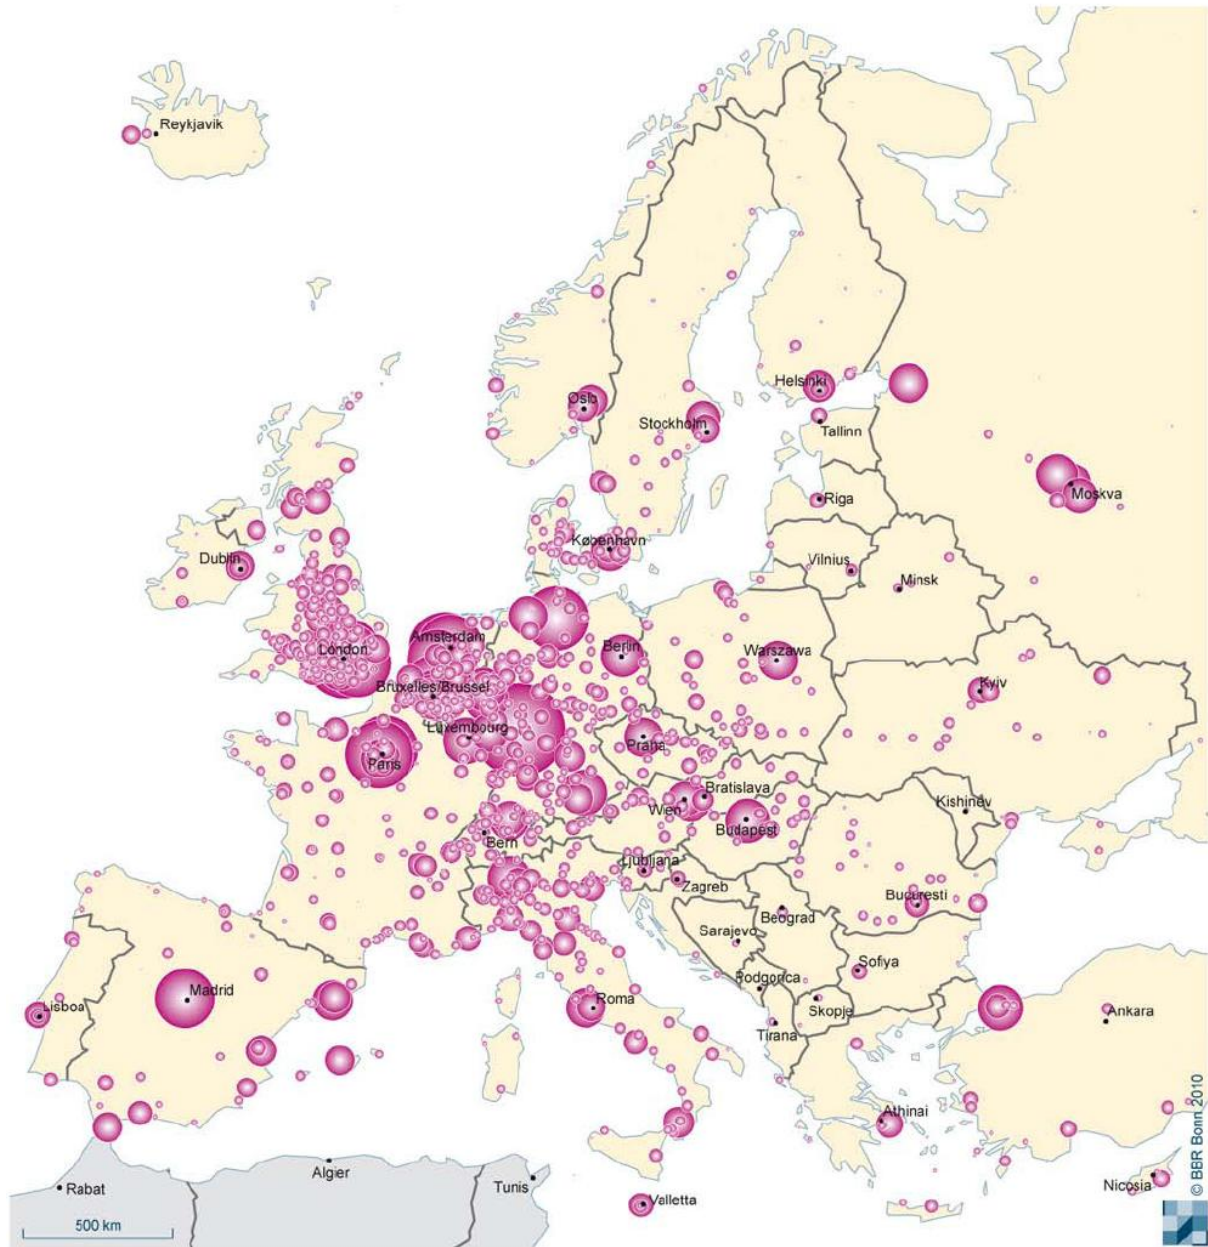 Reykjavik
Helsinki
Oslo
Stockholm
Tallinn
Moskva
Riga
København
Dublin
Vilnius
Minsk
Amsterdam
London
Berlin
Warszawa
Bruxelles/Brussel
Kyiv
Luxembourg
Praha
Paris
Bratislava
Wien
Kishinev
Budapest
Bern
Ljubljana
Zagreb
Bucuresti
Beograd
Sarajevo
Sofiya
Podgorica
Madrid
Roma
Skopje
Ankara
Lisboa
Tirana
Athinai
Algier
Tunis
Rabat
Nicosia
Valletta
500 km
© BBR Bonn 2010